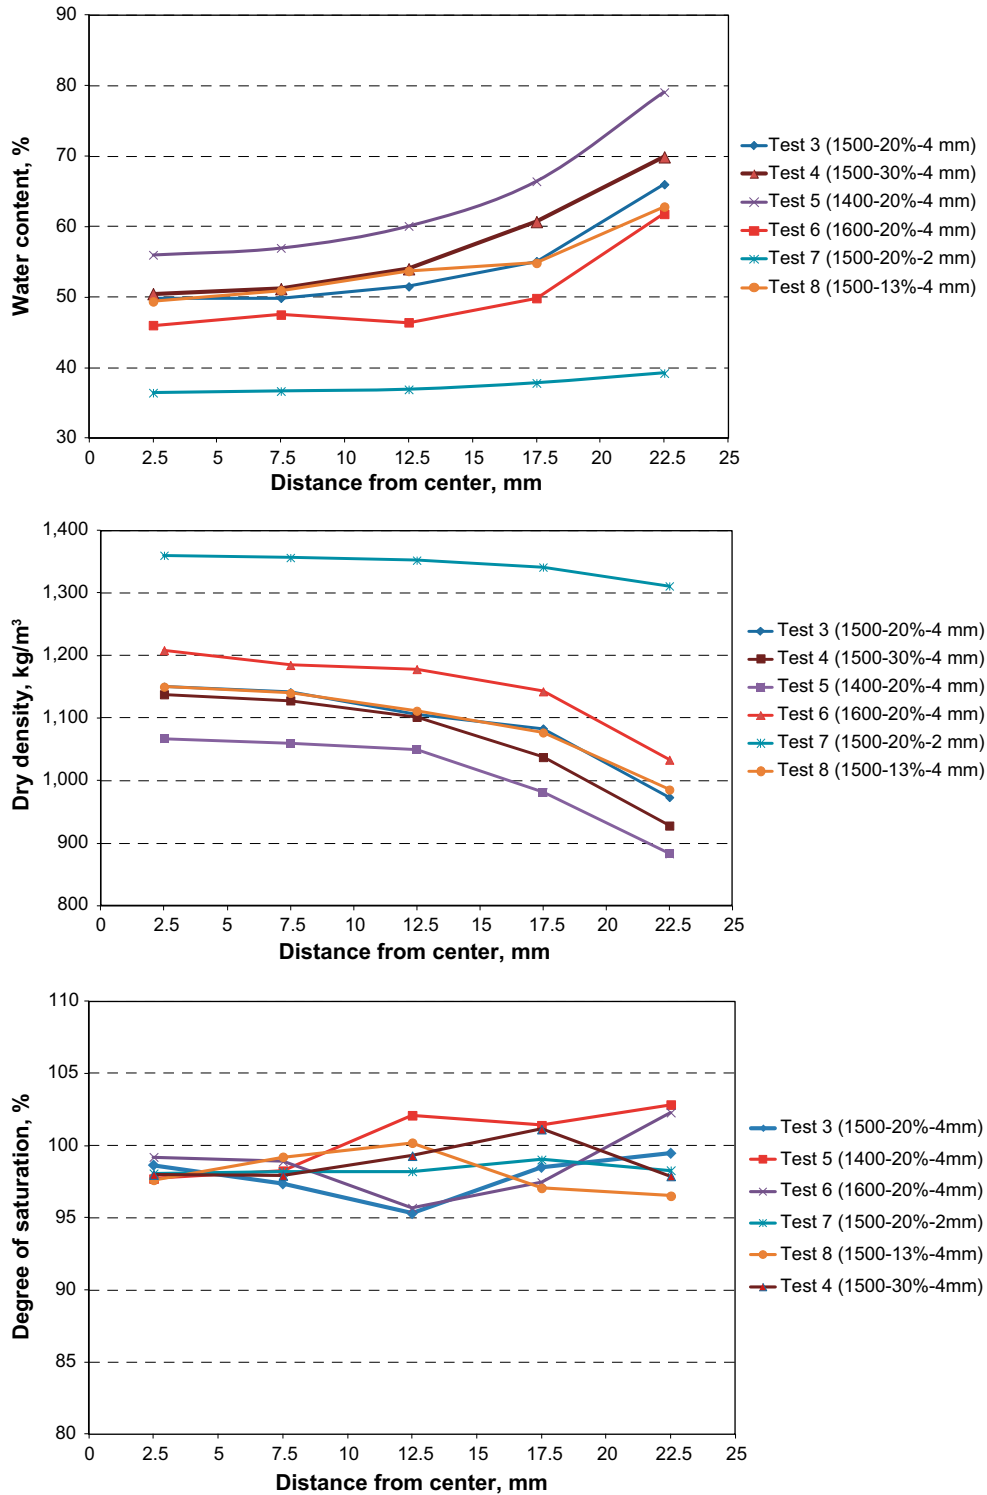 90
80
70
60
50
40
30
Water content, %
0 2.5 5 7.5 10 12.5 15 17.5 20 22.5 25
Distance from center, mm
Test 3 (1500-20%-4 mm)
Test 4 (1500-30%-4 mm)
Test 5 (1400-20%-4 mm)
Test 6 (1600-20%-4 mm)
Test 7 (1500-20%-2 mm)
Test 8 (1500-13%-4 mm)
1,400
1,300
1,200
1,100
1,000
900
800
Dry density, kg/m³
0 2.5 5 7.5 10 12.5 15 17.5 20 22.5 25
Distance from center, mm
Test 3 (1500-20%-4 mm)
Test 4 (1500-30%-4 mm)
Test 5 (1400-20%-4 mm)
Test 6 (1600-20%-4 mm)
Test 7 (1500-20%-2 mm)
Test 8 (1500-13%-4 mm)
110
105
100
95
90
85
80
Degree of saturation, %
0 2.5 5 7.5 10 12.5 15 17.5 20 22.5 25
Distance from center, mm
Test 3 (1500-20%-4mm)
Test 5 (1400-20%-4mm)
Test 6 (1600-20%-4mm)
Test 7 (1500-20%-2mm)
Test 8 (1500-13%-4mm)
Test 4 (1500-30%-4mm)